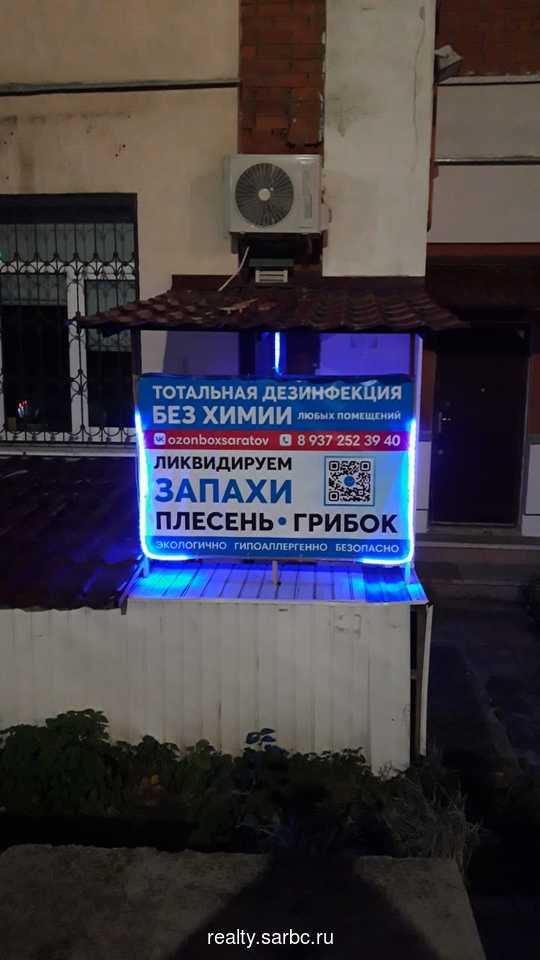 ТОТАЛЬНАЯ ДЕЗИНФЕКЦИЯ
БЕЗ ХИМИИ ЛЮБЫХ ПОМЕЩЕНИЙ
ozonboxsaratov 8 937 252 39 40
ЛИКВИДИРУЕМ
ЗАПАХИ
ПЛЕСЕНЬ • ГРИБОК
ЭКОЛОГИЧНО ГИПОАЛЛЕРГЕННО БЕЗОПАСНО
realty.sarbc.ru